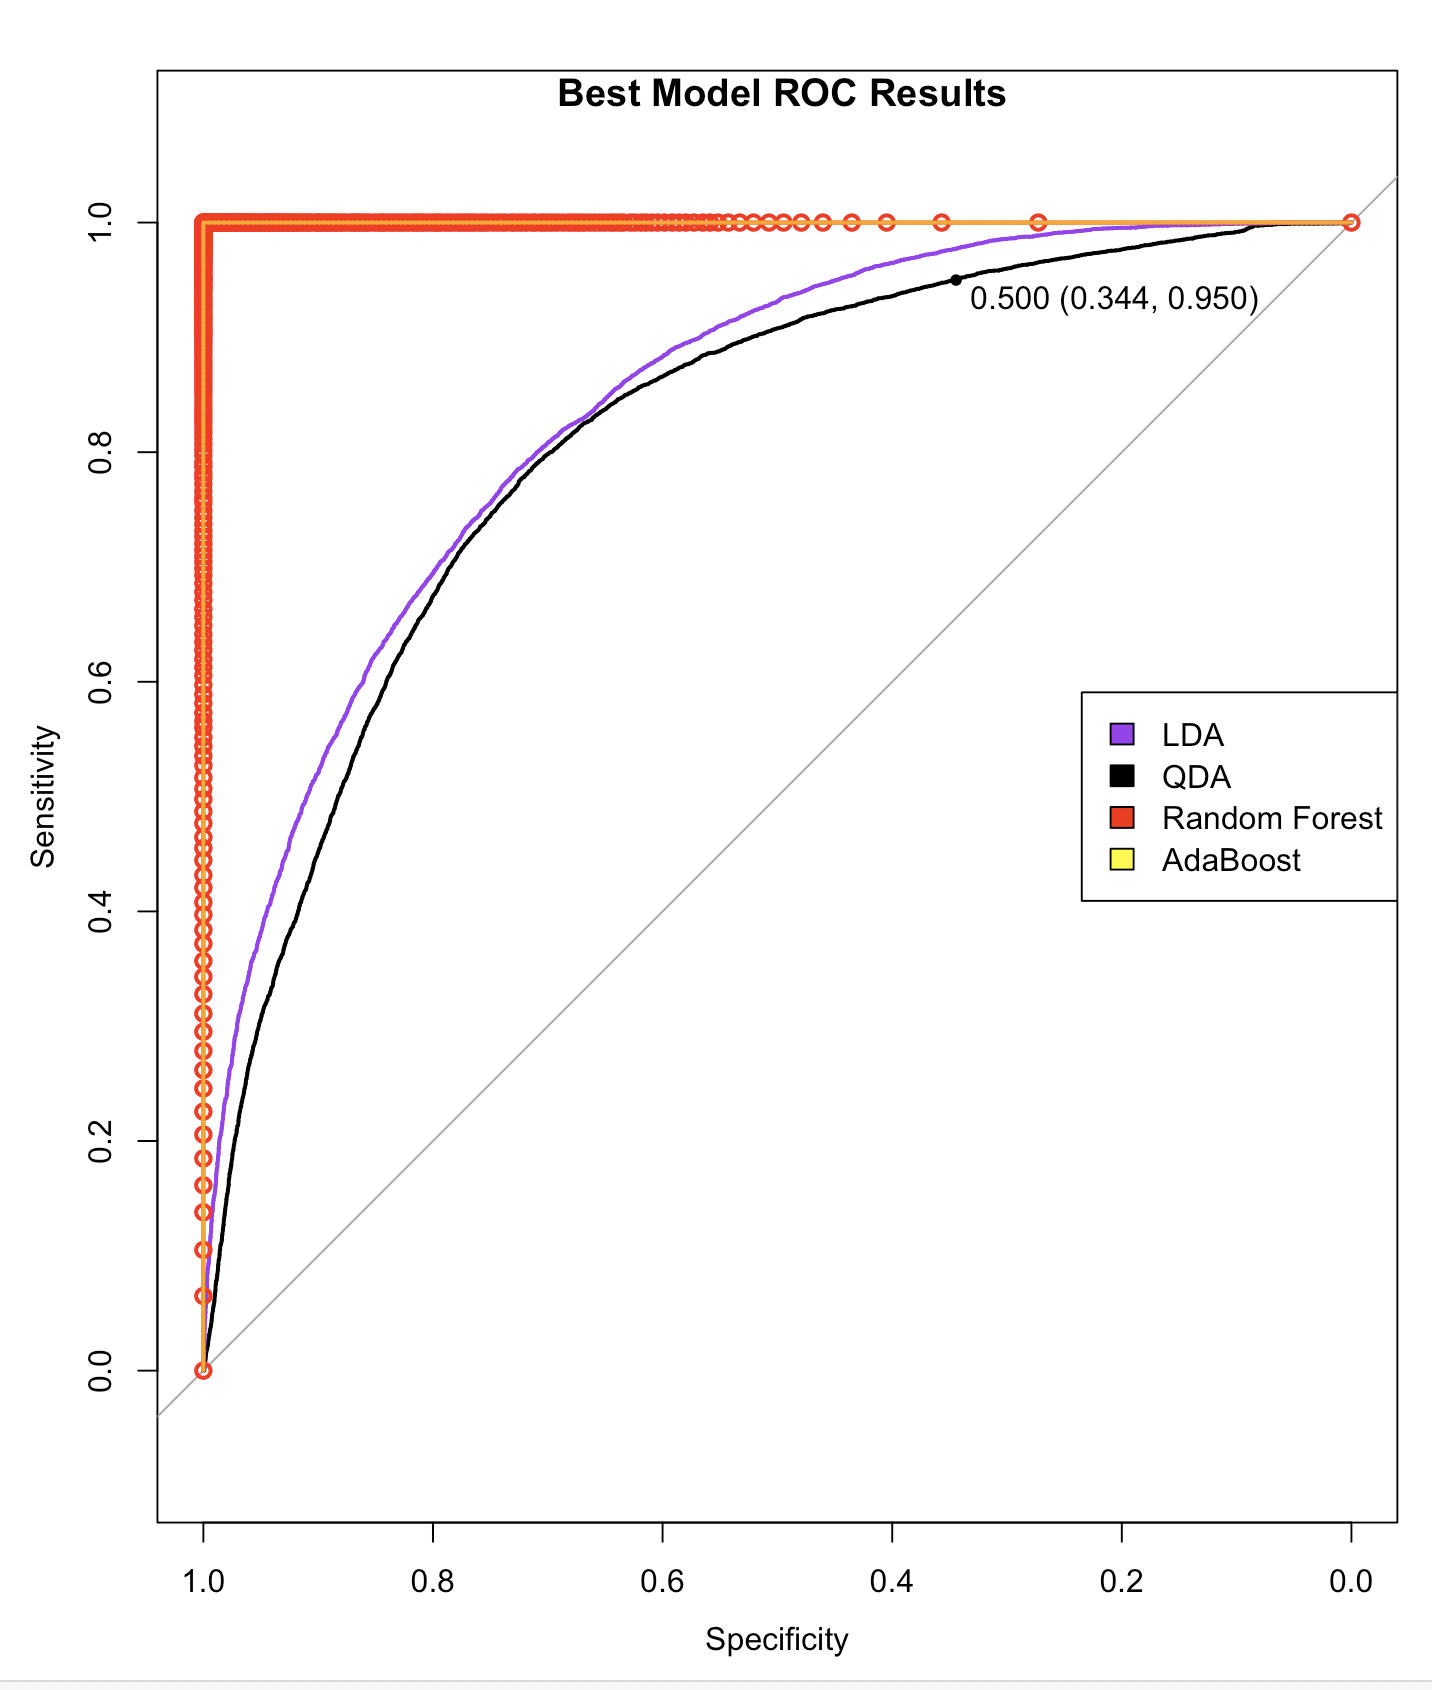 Best Model ROC Results
1.0
0.8
0.6
0.4
0.2
0.0
Sensitivity
0.500 (0.344, 0.950)
LDA
QDA
Random Forest
AdaBoost
1.0 0.8 0.6 0.4 0.2 0.0
Specificity